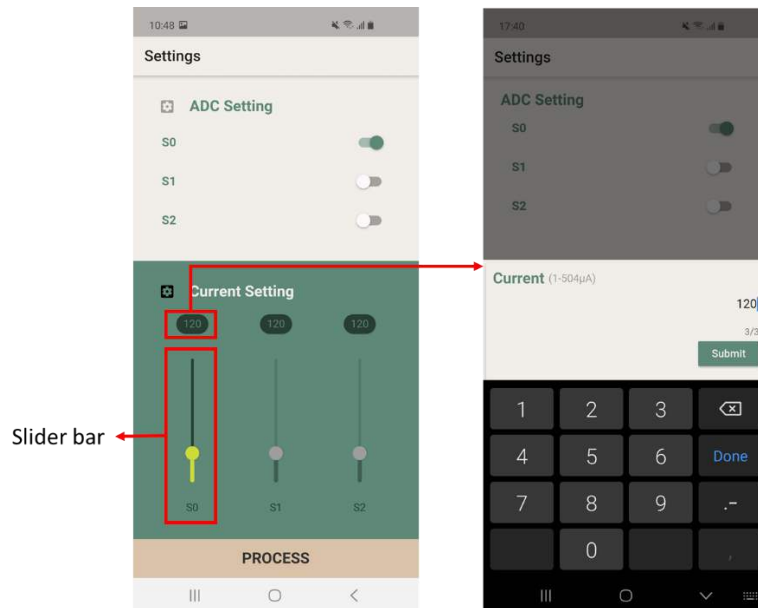 10:48
Settings
ADC Setting
S0
S1
S2
Current Setting
120 120 120
S0 S1 S2
PROCESS
Slider bar
17:40
Settings
ADC Setting
S0
S1
S2
Current (1-504μA)
120
3/3
Submit
1 2 3
4 5 6 Done
7 8 9 .-
0 ,